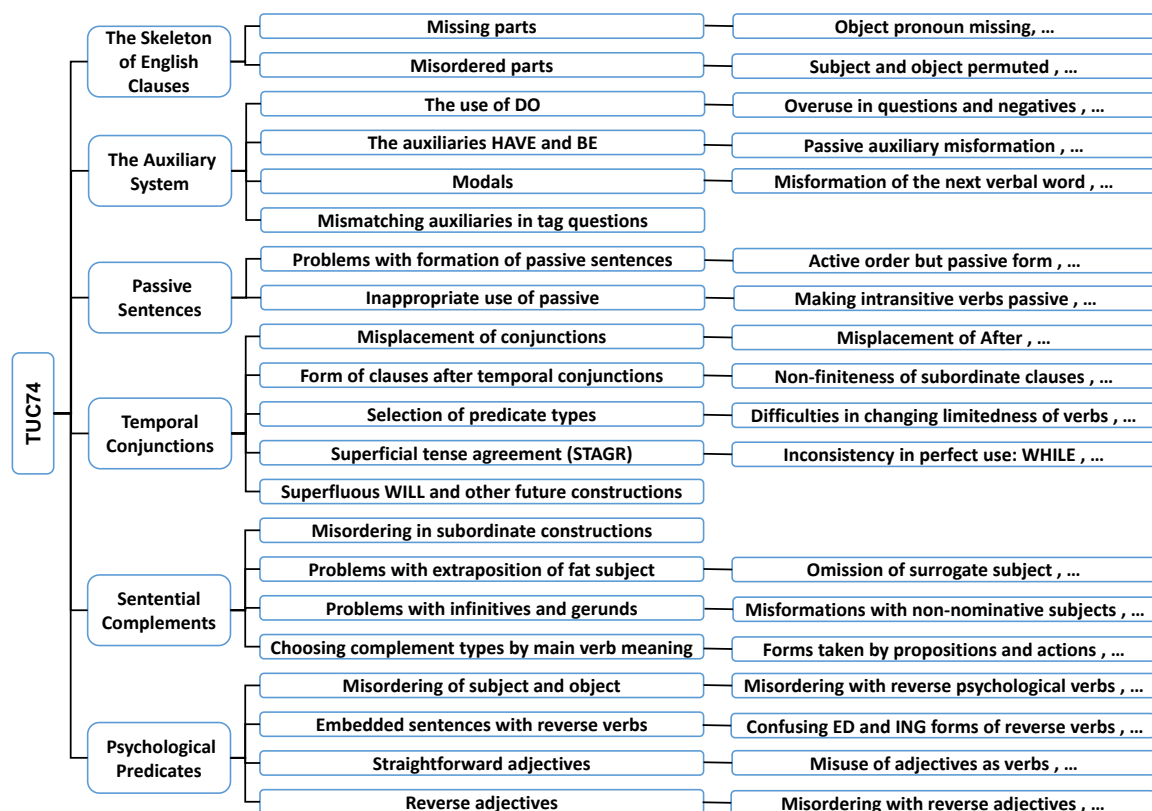 TUC74
The Skeleton
of English
Clauses
Missing parts
Object pronoun missing, ...
Misordered parts
Subject and object permuted , ...
The Auxiliary
System
The use of DO
Overuse in questions and negatives , ...
The auxiliaries HAVE and BE
Passive auxiliary misformation , ...
Modals
Misformation of the next verbal word , ...
Mismatching auxiliaries in tag questions
Passive
Sentences
Problems with formation of passive sentences
Active order but passive form , ...
Inappropriate use of passive
Making intransitive verbs passive , ...
Temporal
Conjunctions
Misplacement of conjunctions
Misplacement of After , ...
Form of clauses after temporal conjunctions
Non-finiteness of subordinate clauses , ...
Selection of predicate types
Difficulties in changing limitedness of verbs , ...
Superficial tense agreement (STAGR)
Inconsistency in perfect use: WHILE , ...
Superfluous WILL and other future constructions
Sentential
Complements
Misordering in subordinate constructions
Problems with extraposition of fat subject
Omission of surrogate subject , ...
Problems with infinitives and gerunds
Misformations with non-nominative subjects , ...
Choosing complement types by main verb meaning
Forms taken by propositions and actions , ...
Psychological
Predicates
Misordering of subject and object
Misordering with reverse psychological verbs , ...
Embedded sentences with reverse verbs
Confusing ED and ING forms of reverse verbs , ...
Straightforward adjectives
Misuse of adjectives as verbs , ...
Reverse adjectives
Misordering with reverse adjectives , ...